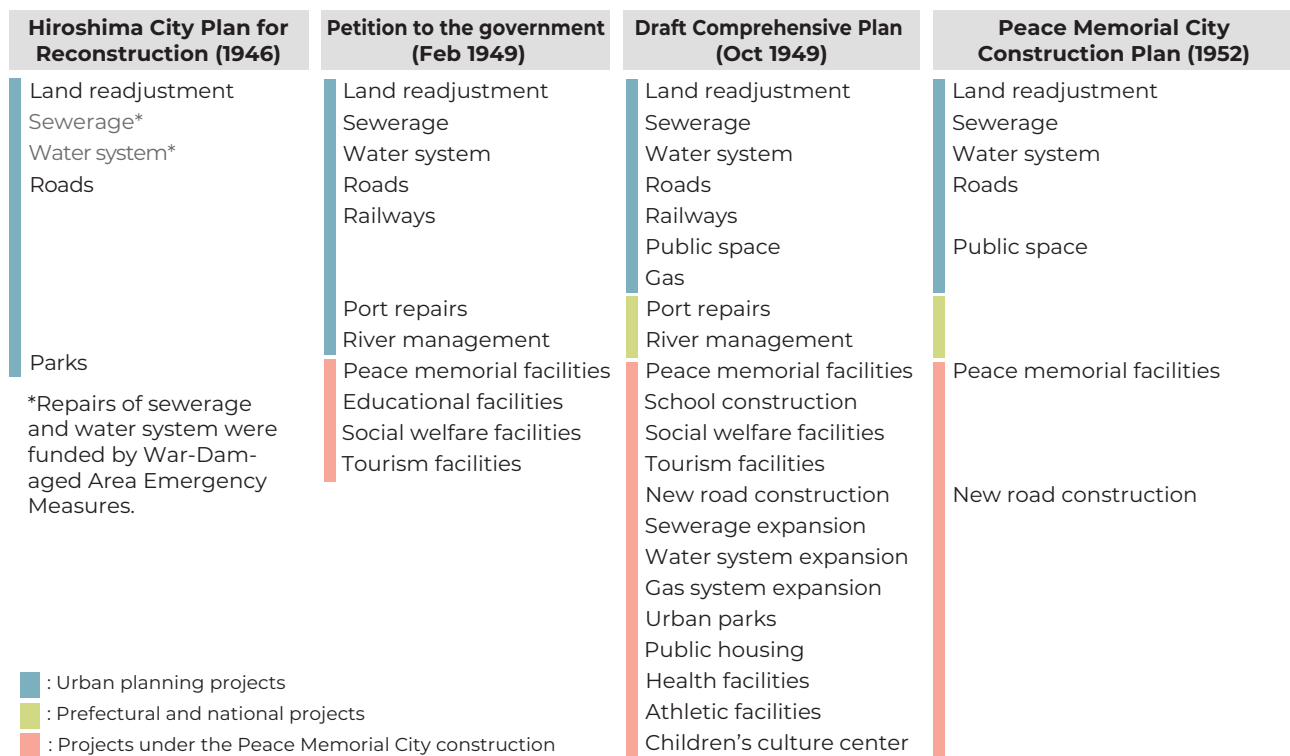 Hiroshima City Plan for
Reconstruction (1946)
Land readjustment
Sewerage*
Water system*
Roads
Parks
*Repairs of sewerage
and water system were
funded by War-Dam-
aged Area Emergency
Measures.
Petition to the government
(Feb 1949)
Land readjustment
Sewerage
Water system
Roads
Railways
Port repairs
River management
Peace memorial facilities
Educational facilities
Social welfare facilities
Tourism facilities
Draft Comprehensive Plan
(Oct 1949)
Land readjustment
Sewerage
Water system
Roads
Railways
Public space
Gas
Port repairs
River management
Peace memorial facilities
School construction
Social welfare facilities
Tourism facilities
New road construction
Sewerage expansion
Water system expansion
Gas system expansion
Urban parks
Public housing
Health facilities
Athletic facilities
Children's culture center
Peace Memorial City
Construction Plan (1952)
Land readjustment
Sewerage
Water system
Roads
Public space
Peace memorial facilities
New road construction
: Urban planning projects
: Prefectural and national projects
: Projects under the Peace Memorial City construction